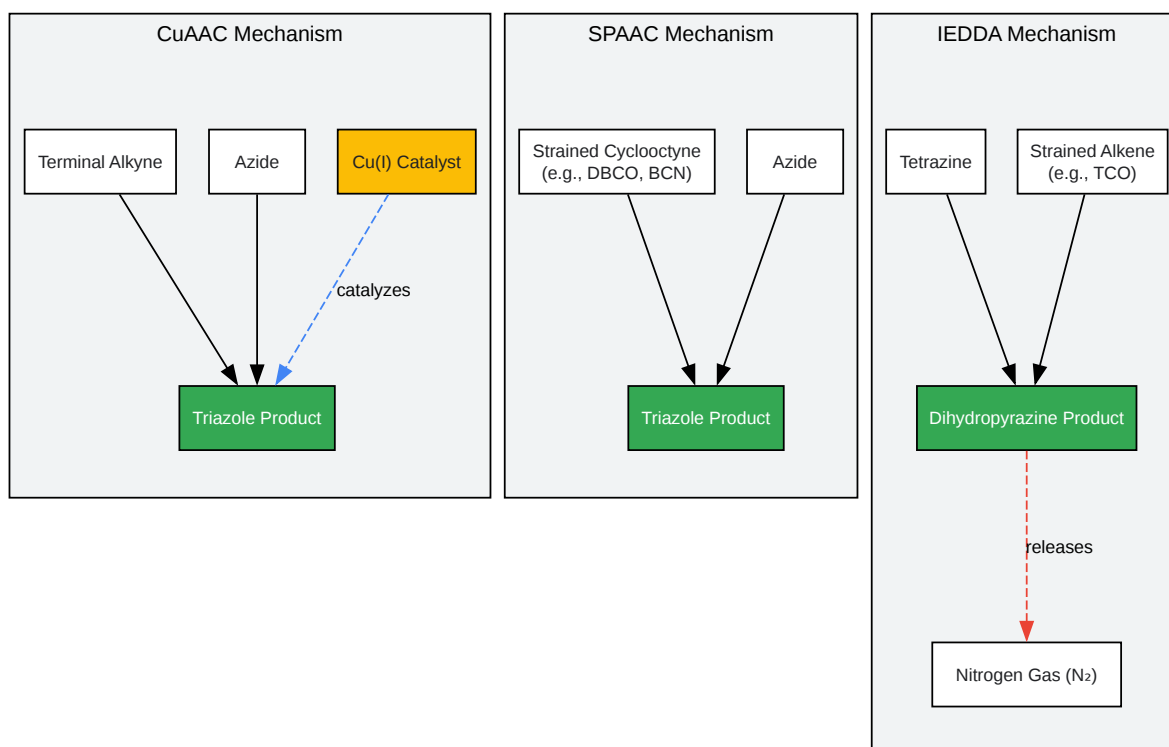 CuAAC Mechanism
Terminal Alkyne
Azide
Cu(I) Catalyst
catalyzes
Triazole Product
SPAAC Mechanism
Strained Cyclooctyne
(e.g., DBCO, BCN)
Azide
Triazole Product
IEDDA Mechanism
Tetrazine
Strained Alkene
(e.g., TCO)
Dihydropyrazine Product
releases
Nitrogen Gas (N₂)